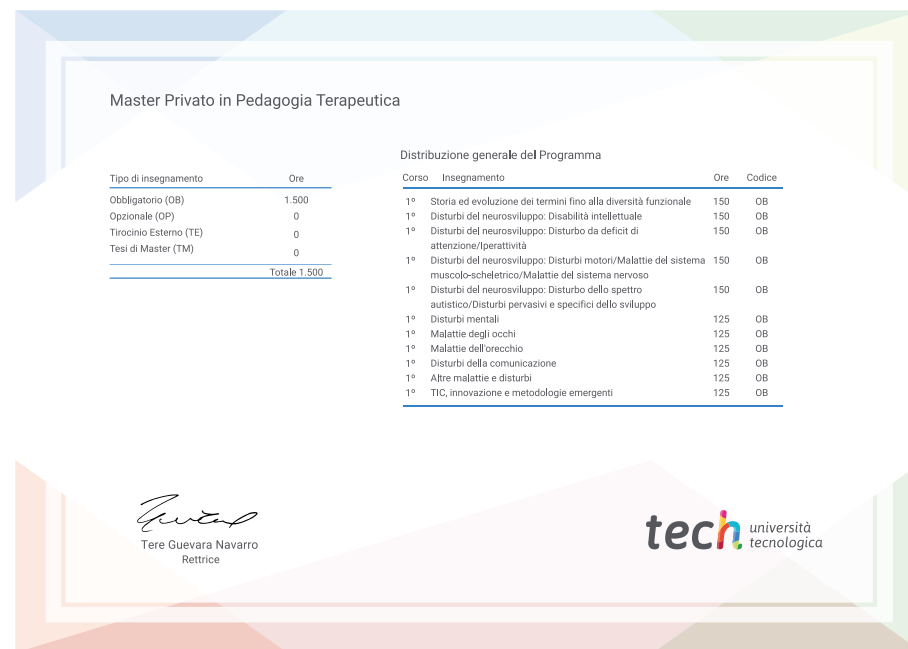 Master Privato in Pedagogia Terapeutica
Tipo di insegnamento Ore
Obbligatorio (OB) 1.500
Opzionale (OP) 0
Tirocinio Esterno (TE) 0
Tesi di Master (TM) 0
Totale 1.500
Distribuzione generale del Programma
Corso Insegnamento Ore Codice
1º Storia ed evoluzione dei termini fino alla diversità funzionale 150 OB
1º Disturbi del neurosviluppo: Disabilità intellettuale 150 OB
1º Disturbi del neurosviluppo: Disturbo da deficit di 150 OB
attenzione/Iperattività
1º Disturbi del neurosviluppo: Disturbi motori/Malattie del sistema 150 OB
muscolo-scheletrico/Malattie del sistema nervoso
1º Disturbi del neurosviluppo: Disturbo dello spettro 150 OB
autistico/Disturbi pervasivi e specifici dello sviluppo
1º Disturbi mentali 125 OB
1º Malattie degli occhi 125 OB
1º Malattie dell'orecchio 125 OB
1º Disturbi della comunicazione 125 OB
1º Altre malattie e disturbi 125 OB
1º TIC, innovazione e metodologie emergenti 125 OB
Tere Guevara Navarro
Rettrice
tech università
tecnologica